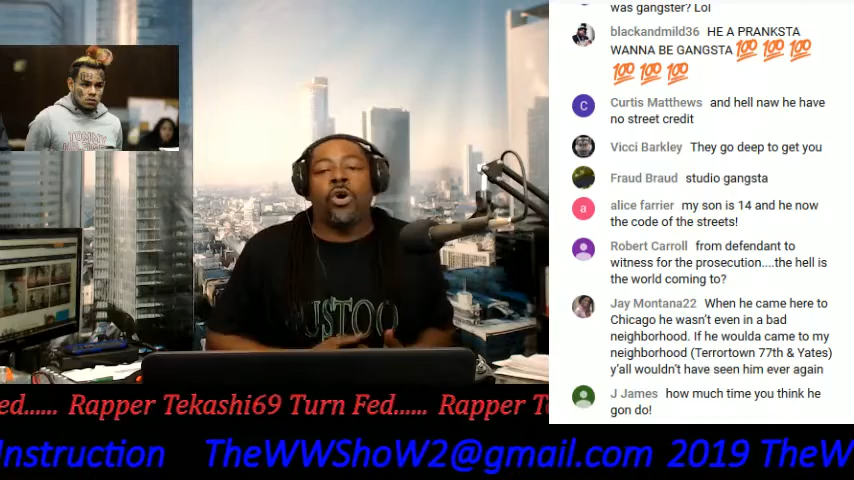 was gangster? Lol
blackandmild36 HE A PRANKSTA
WANNA BE GANGSTA 💯 💯 💯
💯 💯 💯
Curtis Matthews and hell naw he have
no street credit
Vicci Barkley They go deep to get you
Fraud Braud studio gangsta
alice farrier my son is 14 and he now
the code of the streets!
Robert Carroll from defendant to
witness for the prosecution....the hell is
the world coming to?
Jay Montana22 When he came here to
Chicago he wasn't even in a bad
neighborhood. If he woulda came to my
neighborhood (Terrortown 77th & Yates)
y'all wouldn't have seen him ever again
J James how much time you think he
gon do!
C
a
TOMMY
USTOO
ed...... Rapper Tekashi69 Turn Fed...... Rapper T
Instruction TheWWShoW2@gmail.com 2019 TheW